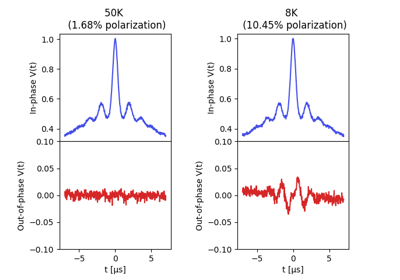 50K
(1.68% polarization)
8K
(10.45% polarization)
In-phase V(t)
1.0
0.8
0.6
0.4
In-phase V(t)
1.0
0.8
0.6
0.4
Out-of-phase V(t)
0.10
0.05
0.00
−0.05
−0.10
Out-of-phase V(t)
0.10
0.05
0.00
−0.05
−0.10
−5 0 5
t [μs]
−5 0 5
t [μs]